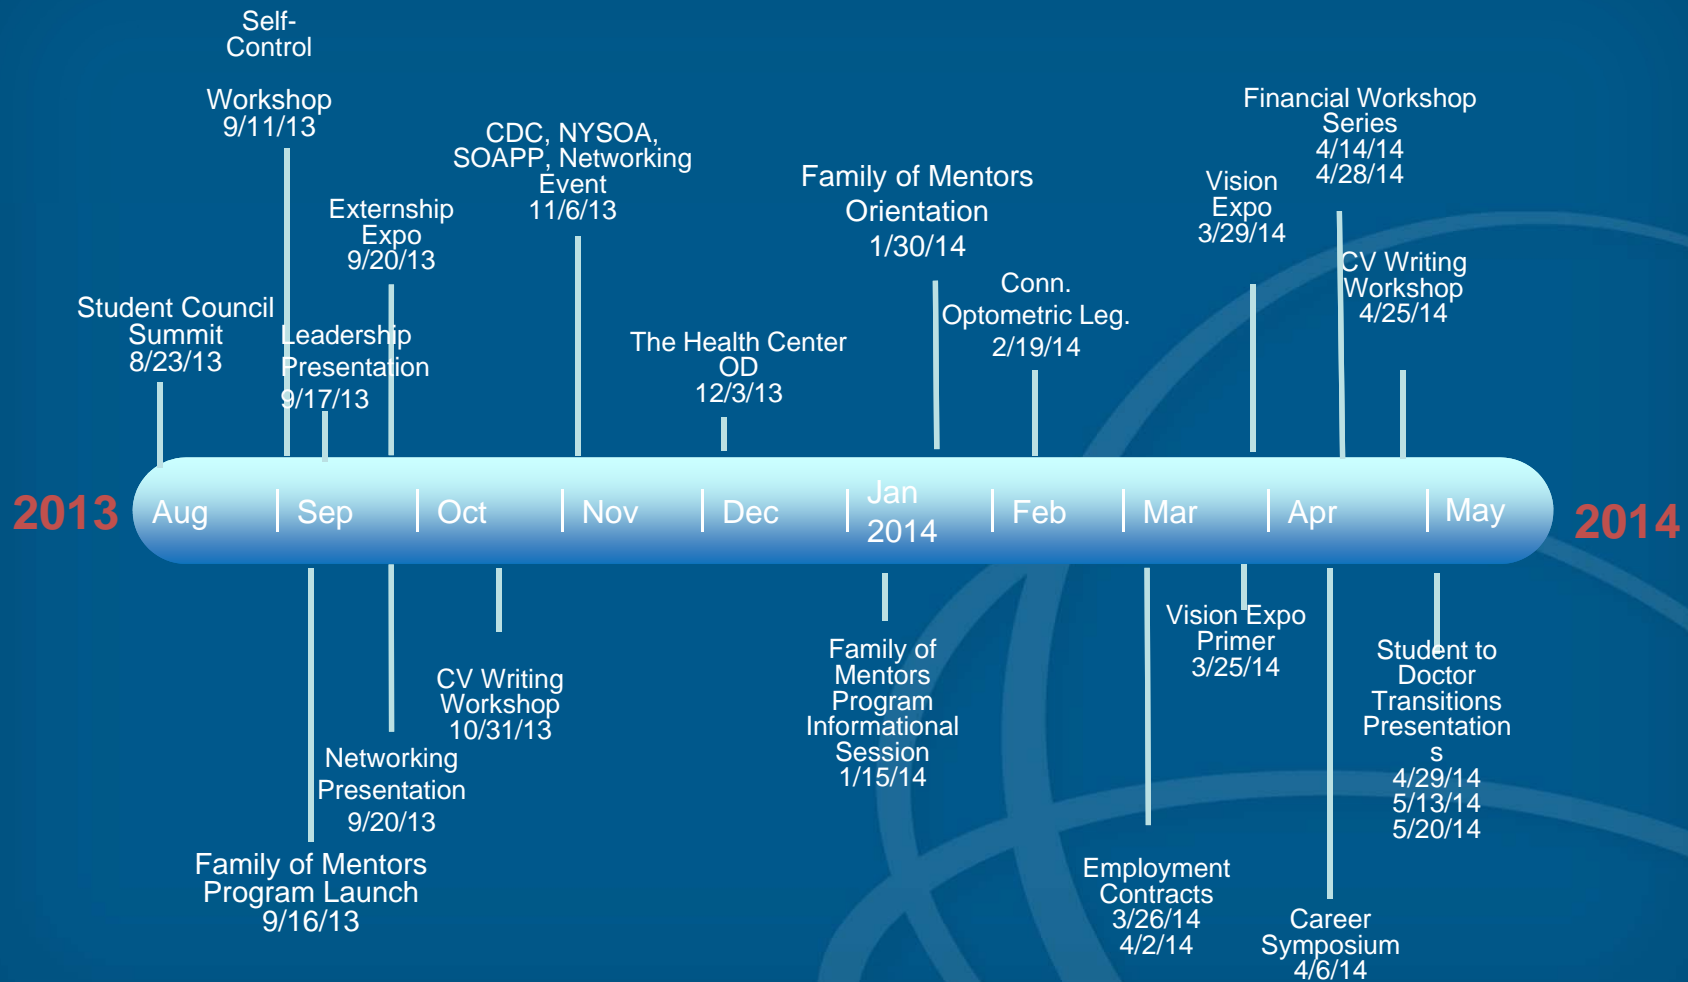 Self-
Control
Workshop
9/11/13
Student Council
Summit
8/23/13
Leadership
Presentation
9/17/13
Externship
Expo
9/20/13
CDC, NYSOA,
SOAPP, Networking
Event
11/6/13
The Health Center
OD
12/3/13
Family of Mentors
Orientation
1/30/14
Conn.
Optometric Leg.
2/19/14
Vision
Expo
3/29/14
Financial Workshop
Series
4/14/14
4/28/14
CV Writing
Workshop
4/25/14
2013
Aug
Sep
Oct
Nov
Dec
Jan
2014
Feb
Mar
Apr
May
2014
Family of Mentors
Program Launch
9/16/13
Networking
Presentation
9/20/13
CV Writing
Workshop
10/31/13
Family of
Mentors
Program
Informational
Session
1/15/14
Employment
Contracts
3/26/14
4/2/14
Vision Expo
Primer
3/25/14
Career
Symposium
4/6/14
Student to
Doctor
Transitions
Presentation
s
4/29/14
5/13/14
5/20/14